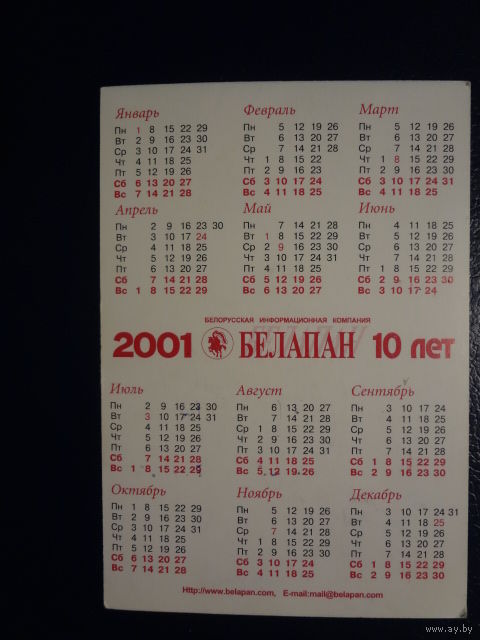 Январь Февраль Март
Пн 1 8 15 22 29 Пн 5 12 19 26 Пн 5 12 19 26
Вт 2 9 16 23 30 Вт 6 13 20 27 Вт 6 13 20 27
Ср 3 10 17 24 31 Ср 7 14 21 28 Ср 7 14 21 28
Чт 4 11 18 25 Чт 1 8 15 22 Чт 1 8 15 22 29
Пт 5 12 19 26 Пт 2 9 16 23 Пт 2 9 16 23 30
Сб 6 13 20 27 Сб 3 10 17 24 Сб 3 10 17 24 31
Вс 7 14 21 28 Вс 4 11 18 25 Вс 4 11 18 25
Апрель Май Июнь
Пн 2 9 16 23 30 Пн 7 14 21 28 Пн 4 11 18 25
Вт 3 10 17 24 Вт 1 8 15 22 29 Вт 5 12 19 26
Ср 4 11 18 25 Ср 2 9 16 23 30 Ср 6 13 20 27
Чт 5 12 19 26 Чт 3 10 17 24 31 Чт 7 14 21 28
Пт 6 13 20 27 Пт 4 11 18 25 Пт 1 8 15 22 29
Сб 7 14 21 28 Сб 5 12 19 26 Сб 2 9 16 23 30
Вс 1 8 15 22 29 Вс 6 13 20 27 Вс 3 10 17 24
БЕЛОРУССКАЯ ИНФОРМАЦИОННАЯ КОМПАНИЯ
2001 БЕЛАПАН 10 лет
Июль Август Сентябрь
Пн 2 9 16 23 30 Пн 6 13 20 27 Пн 3 10 17 24
Вт 3 10 17 24 31 Вт 7 14 21 28 Вт 4 11 18 25
Ср 4 11 18 25 Ср 1 8 15 22 29 Ср 5 12 19 26
Чт 5 12 19 26 Чт 2 9 16 23 30 Чт 6 13 20 27
Пт 6 13 20 27 Пт 3 10 17 24 31 Пт 7 14 21 28
Сб 7 14 21 28 Сб 4 11 18 25 Сб 1 8 15 22 29
Вс 1 8 15 22 29 Вс 5 12 19 26 Вс 2 9 16 23 30
Октябрь Ноябрь Декабрь
Пн 1 8 15 22 29 Пн 5 12 19 26 Пн 3 10 17 24/31
Вт 2 9 16 23 30 Вт 6 13 20 27 Вт 4 11 18 25
Ср 3 10 17 24 31 Ср 7 14 21 28 Ср 5 12 19 26
Чт 4 11 18 25 Чт 1 8 15 22 29 Чт 6 13 20 27
Пт 5 12 19 26 Пт 2 9 16 23 30 Пт 7 14 21 28
Сб 6 13 20 27 Сб 3 10 17 24 Сб 1 8 15 22 29
Вс 7 14 21 28 Вс 4 11 18 25 Вс 2 9 16 23 30
Http://www.belapan.com, E-mail:mail@belapan.com
www.ay.by